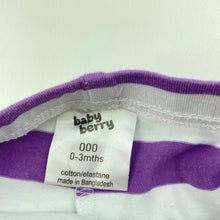 baby
berry
000
0-3mths
cotton/elastane
made in Bangladesh